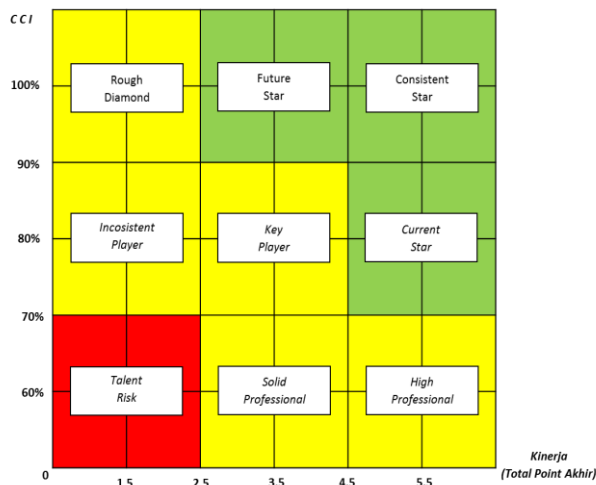 CCI
100%
Rough
Diamond
Future
Star
Consistent
Star
90%
80%
Incosistent
Player
Key
Player
Current
Star
70%
60%
Talent
Risk
Solid
Professional
High
Professional
0
1.5
2.5
3.5
4.5
5.5
Kinerja
(Total Point Akhir)